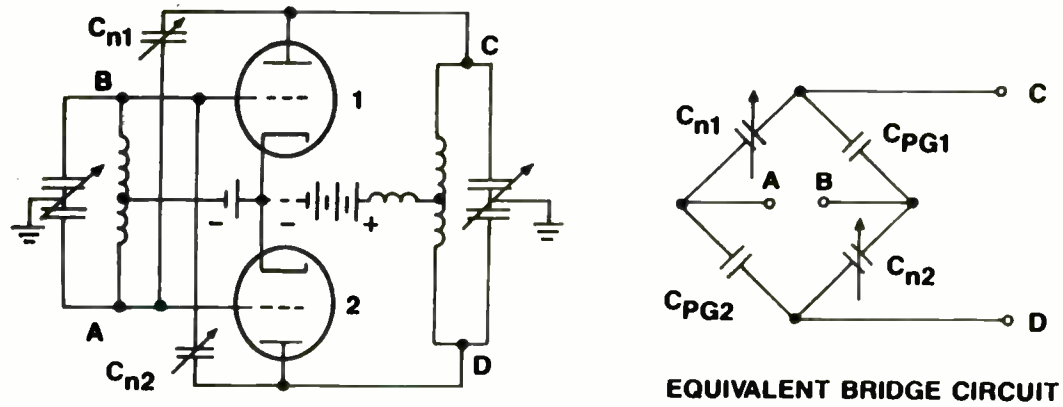 Cn1
B
1
C
- - +
A
2
Cn2
D
Cn1
CPG1
A
B
C
CPG2
Cn2
D
EQUIVALENT BRIDGE CIRCUIT